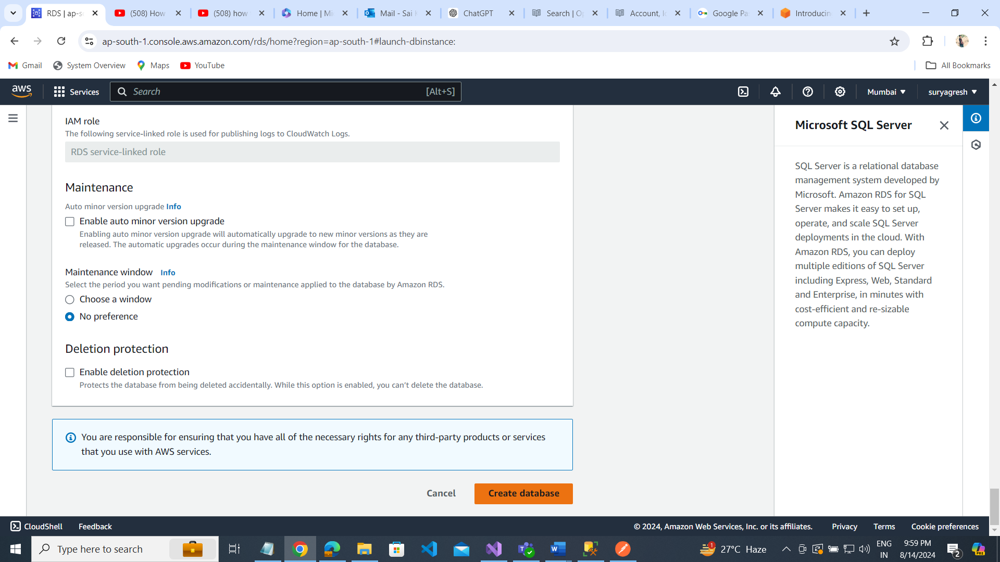 RDS | ap-s
(508) How
(508) how
Home | Mi
Mail - Sai K
ChatGPT
Search | O
Account, Ic
Google Pa
Introducin
ap-south-1.console.aws.amazon.com/rds/home?region=ap-south-1#launch-dbinstance:
Gmail
System Overview
Maps
YouTube
All Bookmarks
aws
Services
Search
[Alt+S]
Mumbai
suryagresh
IAM role
The following service-linked role is used for publishing logs to CloudWatch Logs.
RDS service-linked role
Maintenance
Auto minor version upgrade Info
Enable auto minor version upgrade
Enabling auto minor version upgrade will automatically upgrade to new minor versions as they are
released. The automatic upgrades occur during the maintenance window for the database.
Maintenance window Info
Select the period you want pending modifications or maintenance applied to the database by Amazon RDS.
Choose a window
No preference
Deletion protection
Enable deletion protection
Protects the database from being deleted accidentally. While this option is enabled, you can't delete the database.
You are responsible for ensuring that you have all of the necessary rights for any third-party products or services
that you use with AWS services.
Cancel
Create database
Microsoft SQL Server
SQL Server is a relational database
management system developed by
Microsoft. Amazon RDS for SQL
Server makes it easy to set up,
operate, and scale SQL Server
deployments in the cloud. With
Amazon RDS, you can deploy
multiple editions of SQL Server
including Express, Web, Standard
and Enterprise, in minutes with
cost-efficient and re-sizable
compute capacity.
CloudShell
Feedback
© 2024, Amazon Web Services, Inc. or its affiliates.
Privacy
Terms
Cookie preferences
Type here to search
1
27°C Haze
ENG
IN
9:59 PM
8/14/2024
2
PRE